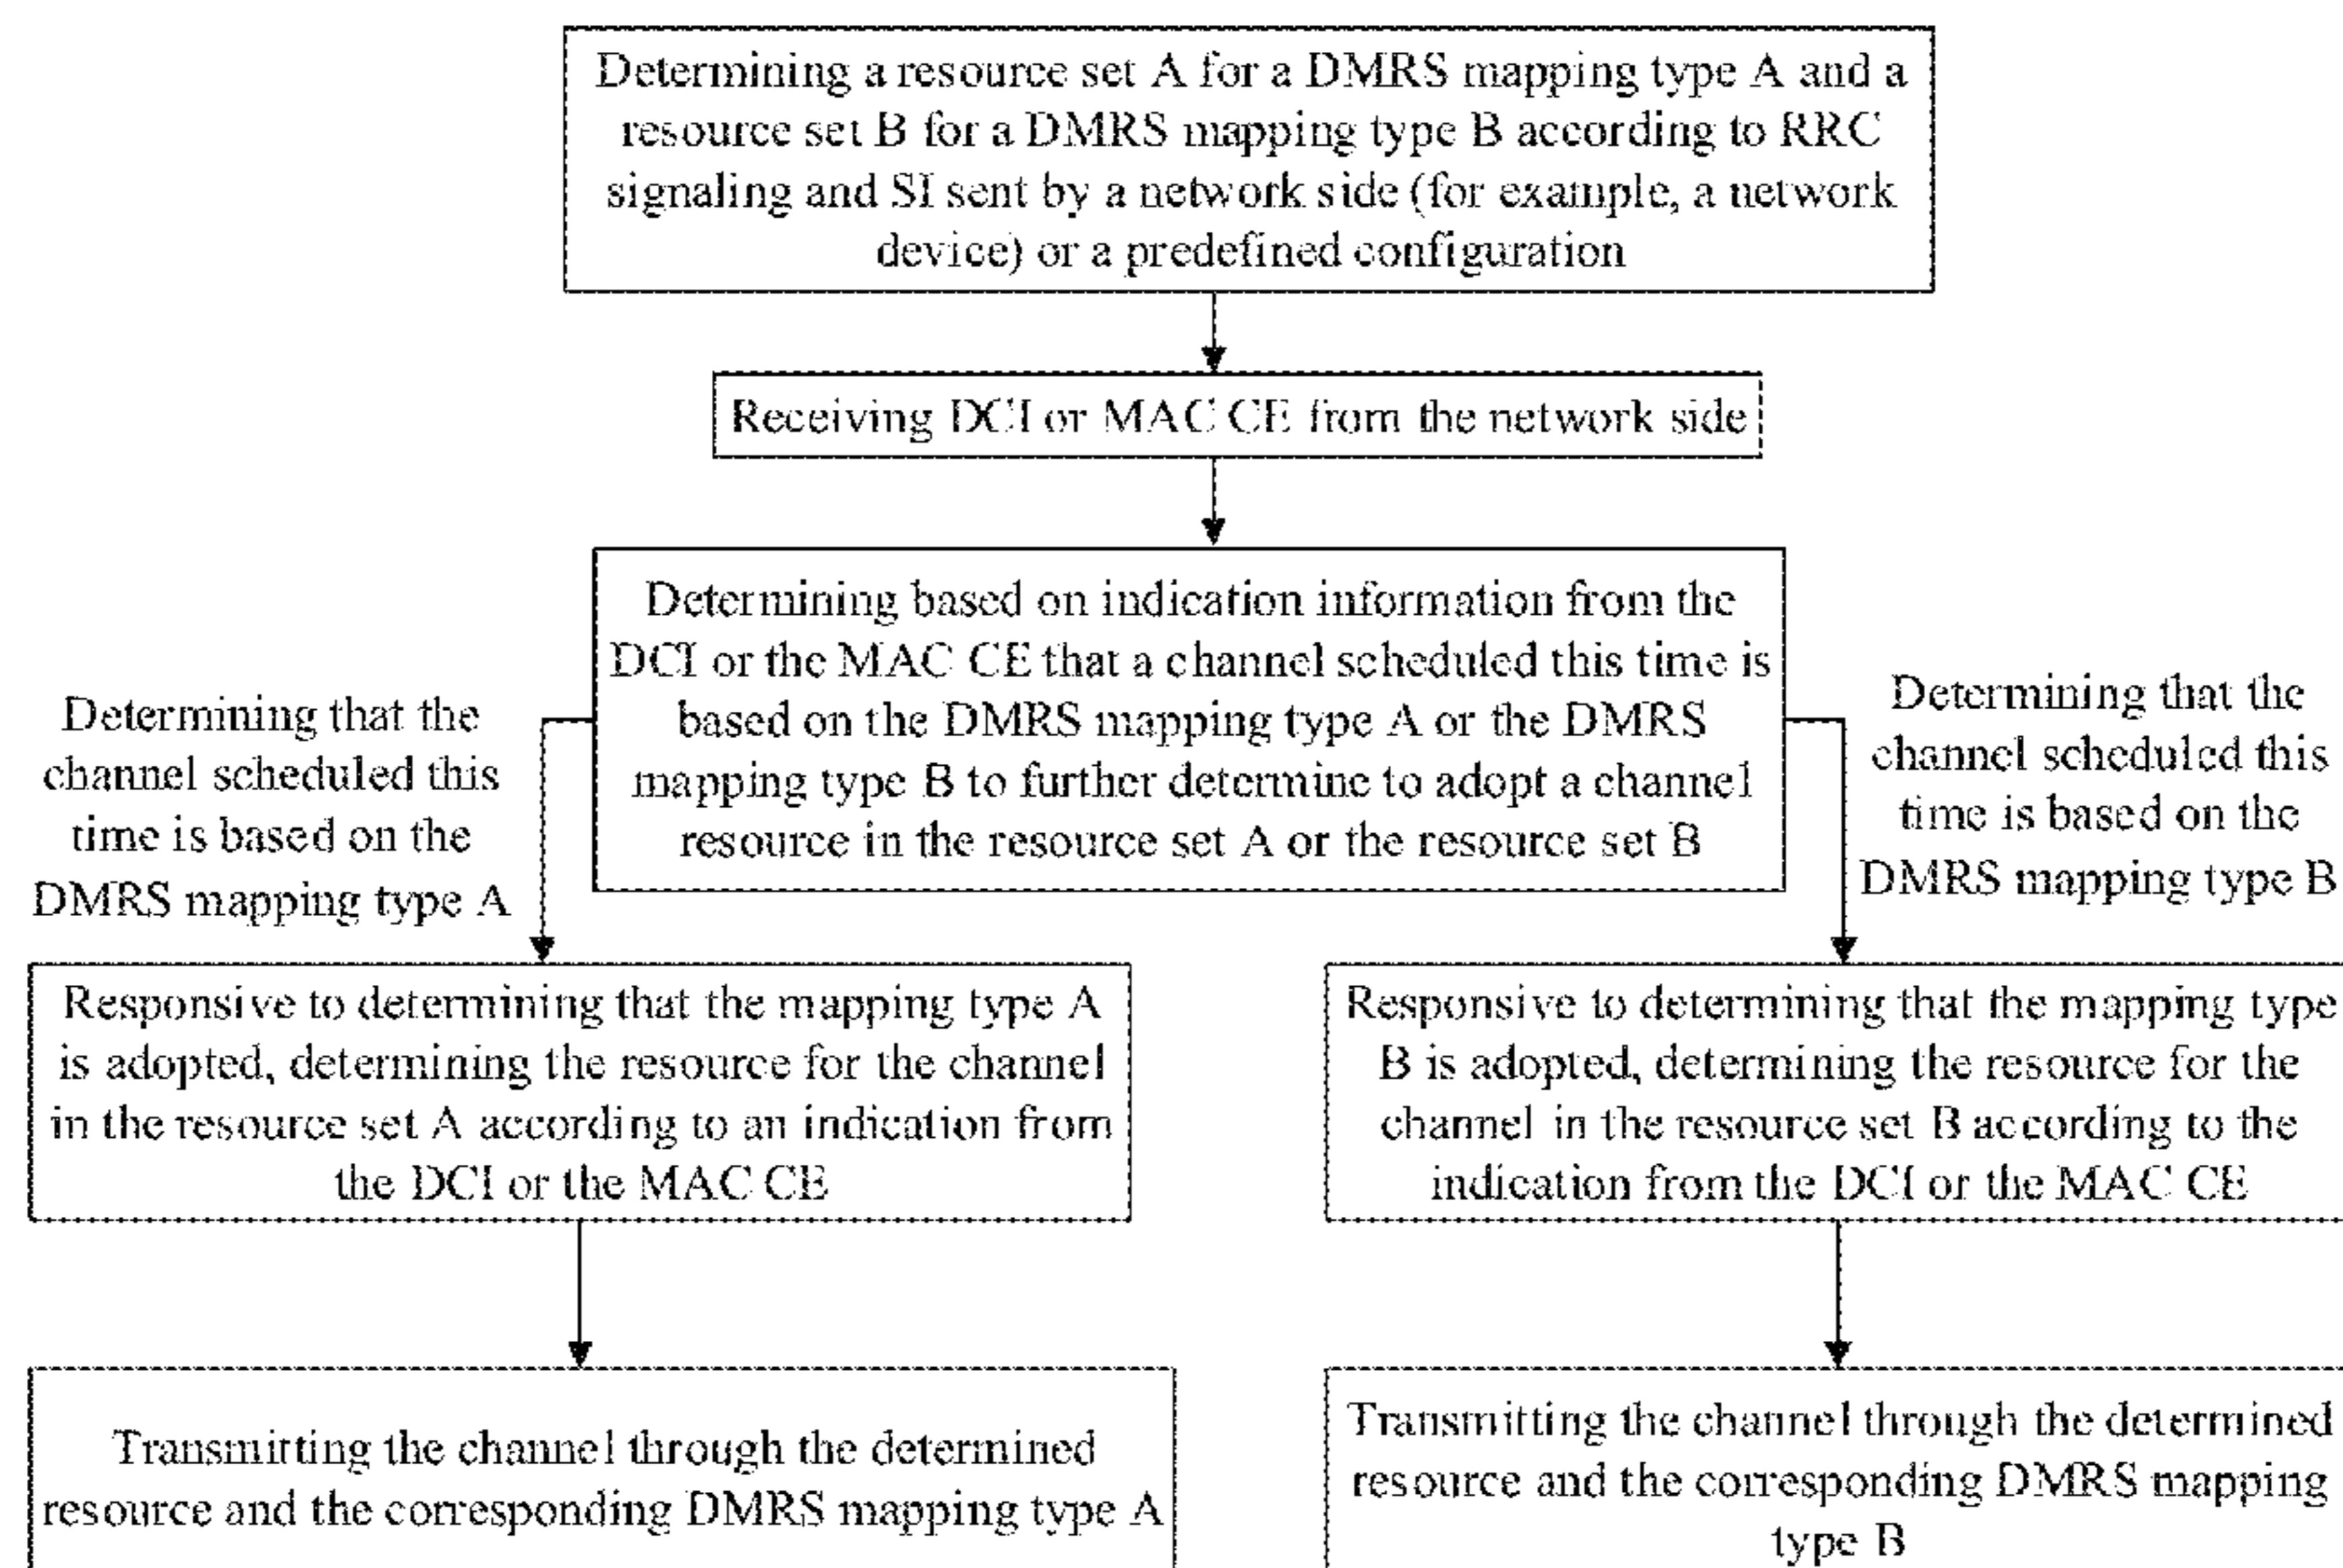 Determining a resource set A for a DMRS mapping type A and a
resource set B for a DMRS mapping type B according to RRC
signaling and SI sent by a network side (for example, a network
device) or a predefined configuration
Receiving DCI or MAC CE from the network side
Determining based on indication information from the
DCI or the MAC CE that a channel scheduled this time is
based on the DMRS mapping type A or the DMRS
mapping type B to further determine to adopt a channel
resource in the resource set A or the resource set B
Determining that the
channel scheduled this
time is based on the
DMRS mapping type A
Determining that the
channel scheduled this
time is based on the
DMRS mapping type B
Responsive to determining that the mapping type A
is adopted, determining the resource for the channel
in the resource set A according to an indication from
the DCI or the MAC CE
Responsive to determining that the mapping type
B is adopted, determining the resource for the
channel in the resource set B according to the
indication from the DCI or the MAC CE
Transmitting the channel through the determined
resource and the corresponding DMRS mapping type A
Transmitting the channel through the determined
resource and the corresponding DMRS mapping
type B